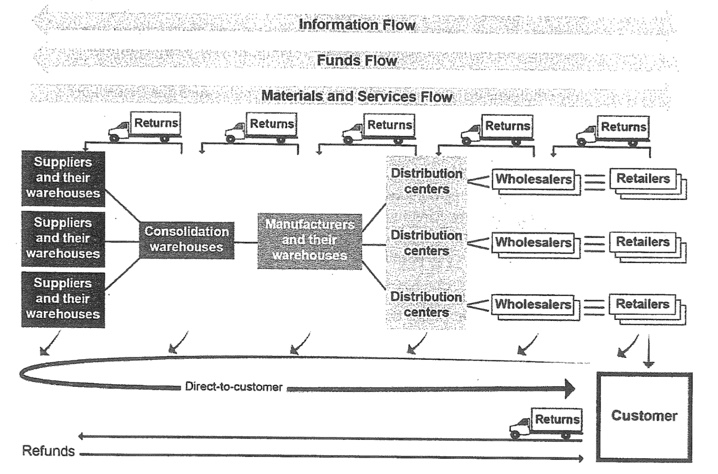 Information Flow
Funds Flow
Materials and Services Flow
Returns
Returns
Returns
Returns
Returns
Suppliers
and their
warehouses
Suppliers
and their
warehouses
Suppliers
and their
warehouses
Consolidation
warehouses
Manufacturers
and their
warehouses
Distribution
centers
Distribution
centers
Distribution
centers
Wholesalers
Wholesalers
Wholesalers
Retailers
Retailers
Retailers
Direct-to-customer
Customer
Returns
Refunds